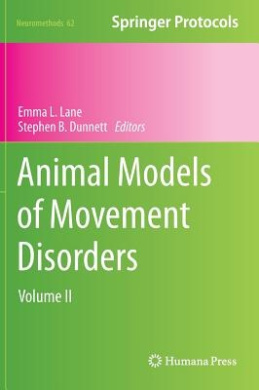 Neuromethods 62
Springer Protocols
Emma L. Lane
Stephen B. Dunnett Editors
Animal Models
of Movement
Disorders
Volume II
Humana Press